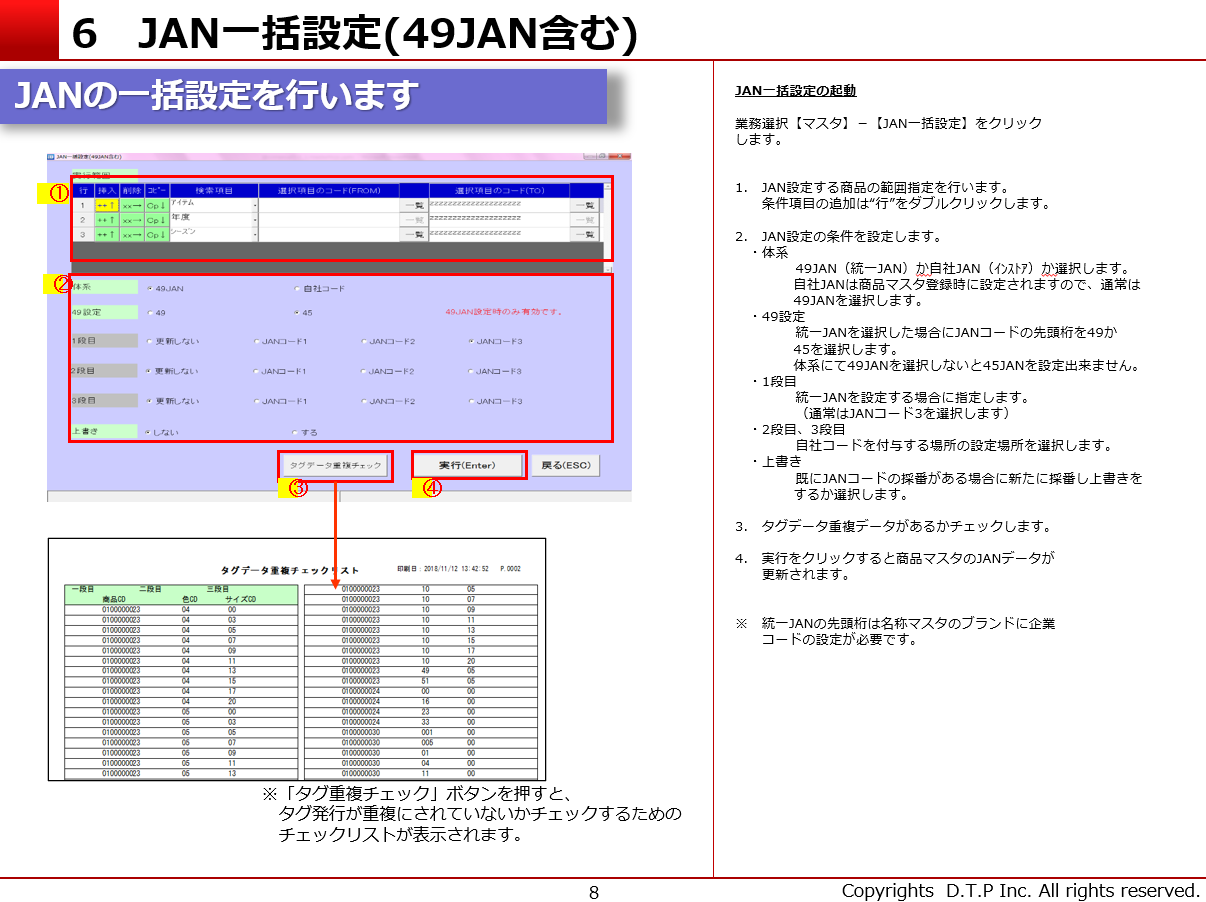 6　JAN一括設定(49JAN含む)
JANの一括設定を行います
JAN一括設定(49JAN含む)
実行範囲
①
行 挿入 削除 ｺﾋﾟｰ 検索項目 選択項目のコード(FROM) 選択項目のコード(TO)
1 ++↑ xx→ Cp↓ アイテム 一覧 ZZZZZZZZZZZZZZZZZZZZ 一覧
2 ++↑ xx→ Cp↓ 年度 一覧 ZZZZZZZZZZZZZZZZZZZZ 一覧
3 ++↑ xx→ Cp↓ シーズン 一覧 ZZZZZZZZZZZZZZZZZZZZ 一覧
②
体系 49JAN 自社コード
49設定 49 45 49JAN設定時のみ有効です。
1段目 更新しない JANコード1 JANコード2 JANコード3
2段目 更新しない JANコード1 JANコード2 JANコード3
3段目 更新しない JANコード1 JANコード2 JANコード3
上書き しない する
タグデータ重複チェック 実行(Enter) 戻る(ESC)
③ ④
タグデータ重複チェックリスト 印刷日：2018/11/12 13:42:52 P.0002
一段目 二段目 三段目
商品CD 色CD サイズCD
0100000023 04 00
0100000023 04 03
0100000023 04 05
0100000023 04 07
0100000023 04 09
0100000023 04 11
0100000023 04 13
0100000023 04 15
0100000023 04 17
0100000023 04 20
0100000023 05 00
0100000023 05 03
0100000023 05 05
0100000023 05 07
0100000023 05 09
0100000023 05 11
0100000023 05 13
0100000023 10 05
0100000023 10 07
0100000023 10 09
0100000023 10 11
0100000023 10 13
0100000023 10 15
0100000023 10 17
0100000023 10 20
0100000023 49 05
0100000023 51 05
0100000024 00 00
0100000024 16 00
0100000024 23 00
0100000024 33 00
0100000030 001 00
0100000030 005 00
0100000030 01 00
0100000030 04 00
0100000030 11 00
※「タグ重複チェック」ボタンを押すと、
タグ発行が重複にされていないかチェックするための
チェックリストが表示されます。
JAN一括設定の起動
業務選択【マスタ】－【JAN一括設定】をクリック
します。
1.　JAN設定する商品の範囲指定を行います。
条件項目の追加は“行”をダブルクリックします。
2.　JAN設定の条件を設定します。
・体系
49JAN（統一JAN）か自社JAN（ｲﾝｽﾄｱ）か選択します。
自社JANは商品マスタ登録時に設定されますので、通常は
49JANを選択します。
・49設定
統一JANを選択した場合にJANコードの先頭桁を49か
45を選択します。
体系にて49JANを選択しないと45JANを設定出来ません。
・1段目
統一JANを設定する場合に指定します。
（通常はJANコード3を選択します）
・2段目、3段目
自社コードを付与する場所の設定場所を選択します。
・上書き
既にJANコードの採番がある場合に新たに採番し上書きを
するか選択します。
3.　タグデータ重複データがあるかチェックします。
4.　実行をクリックすると商品マスタのJANデータが
更新されます。
※　統一JANの先頭桁は名称マスタのブランドに企業
コードの設定が必要です。
8
Copyrights D.T.P Inc. All rights reserved.